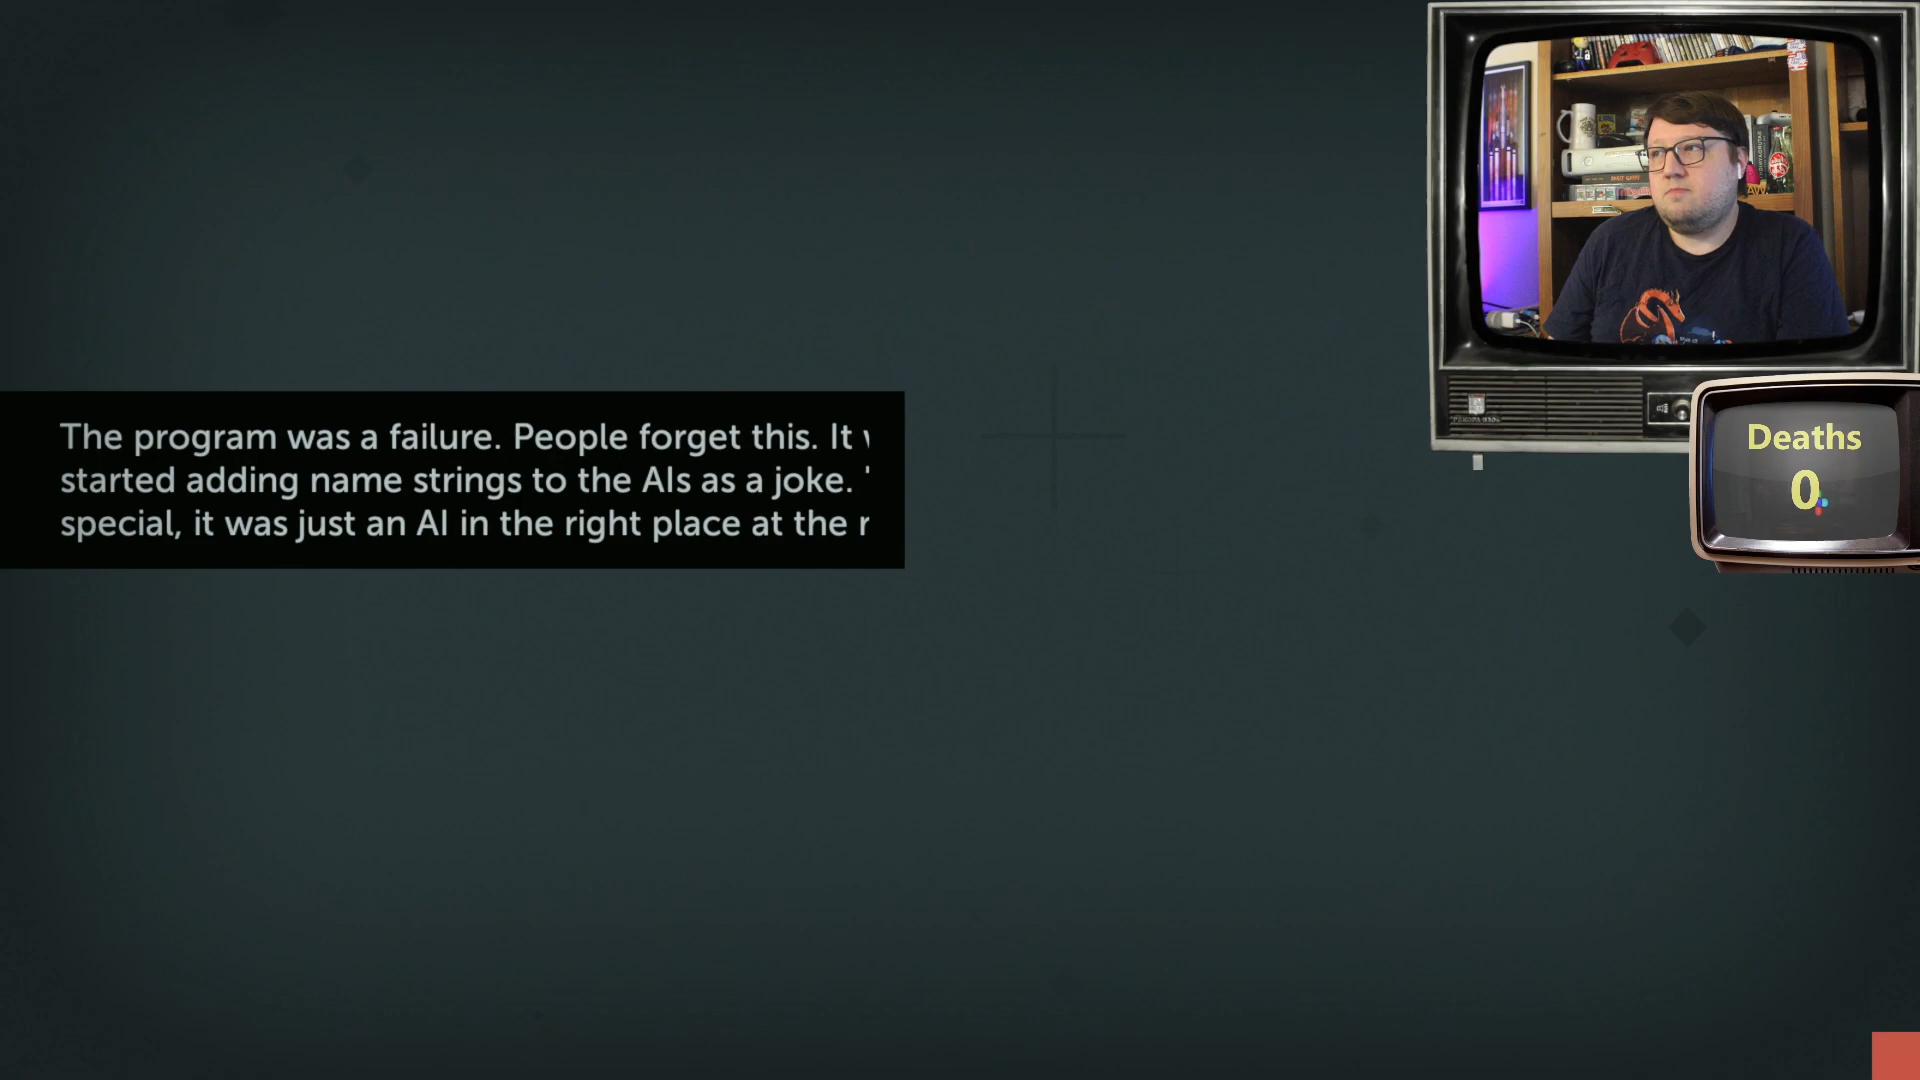 The program was a failure. People forget this. It
started adding name strings to the AIs as a joke. '
special, it was just an AI in the right place at the r
Deaths
0